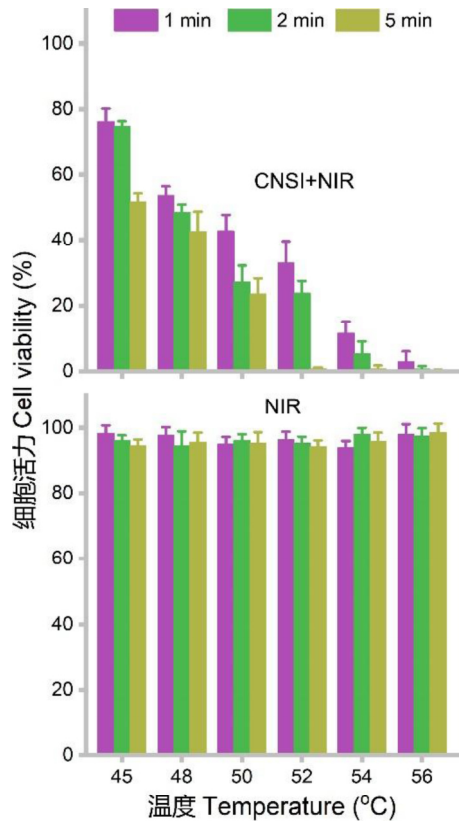 1 min 2 min 5 min
100
80
60
40
20
0
CNSI+NIR
100
80
60
40
20
0
NIR
细胞活力 Cell viability (%)
45 48 50 52 54 56
温度 Temperature (°C)